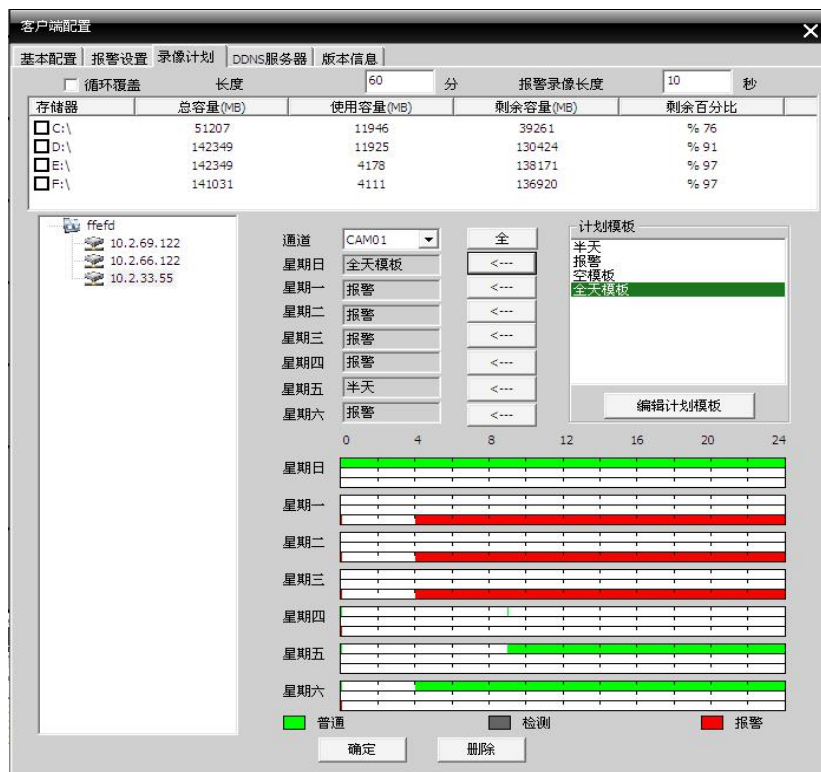 客户端配置
基本配置 报警设置 录像计划 DDNS服务器 版本信息
循环覆盖 长度 60 分 报警录像长度 10 秒
存储器 总容量(MB) 使用容量(MB) 剩余容量(MB) 剩余百分比
C:\ 51207 11946 39261 % 76
D:\ 142349 11925 130424 % 91
E:\ 142349 4178 138171 % 97
F:\ 141031 4111 136920 % 97
ffefd
10.2.69.122
10.2.66.122
10.2.33.55
通道 CAM01 全
星期日 全天模板 <---
星期一 报警 <---
星期二 报警 <---
星期三 报警 <---
星期四 报警 <---
星期五 半天 <---
星期六 报警 <---
计划模板
半天
报警
空模板
全天模板
编辑计划模板
0 4 8 12 16 20 24
星期日
星期一
星期二
星期三
星期四
星期五
星期六
普通 检测 报警
确定 删除